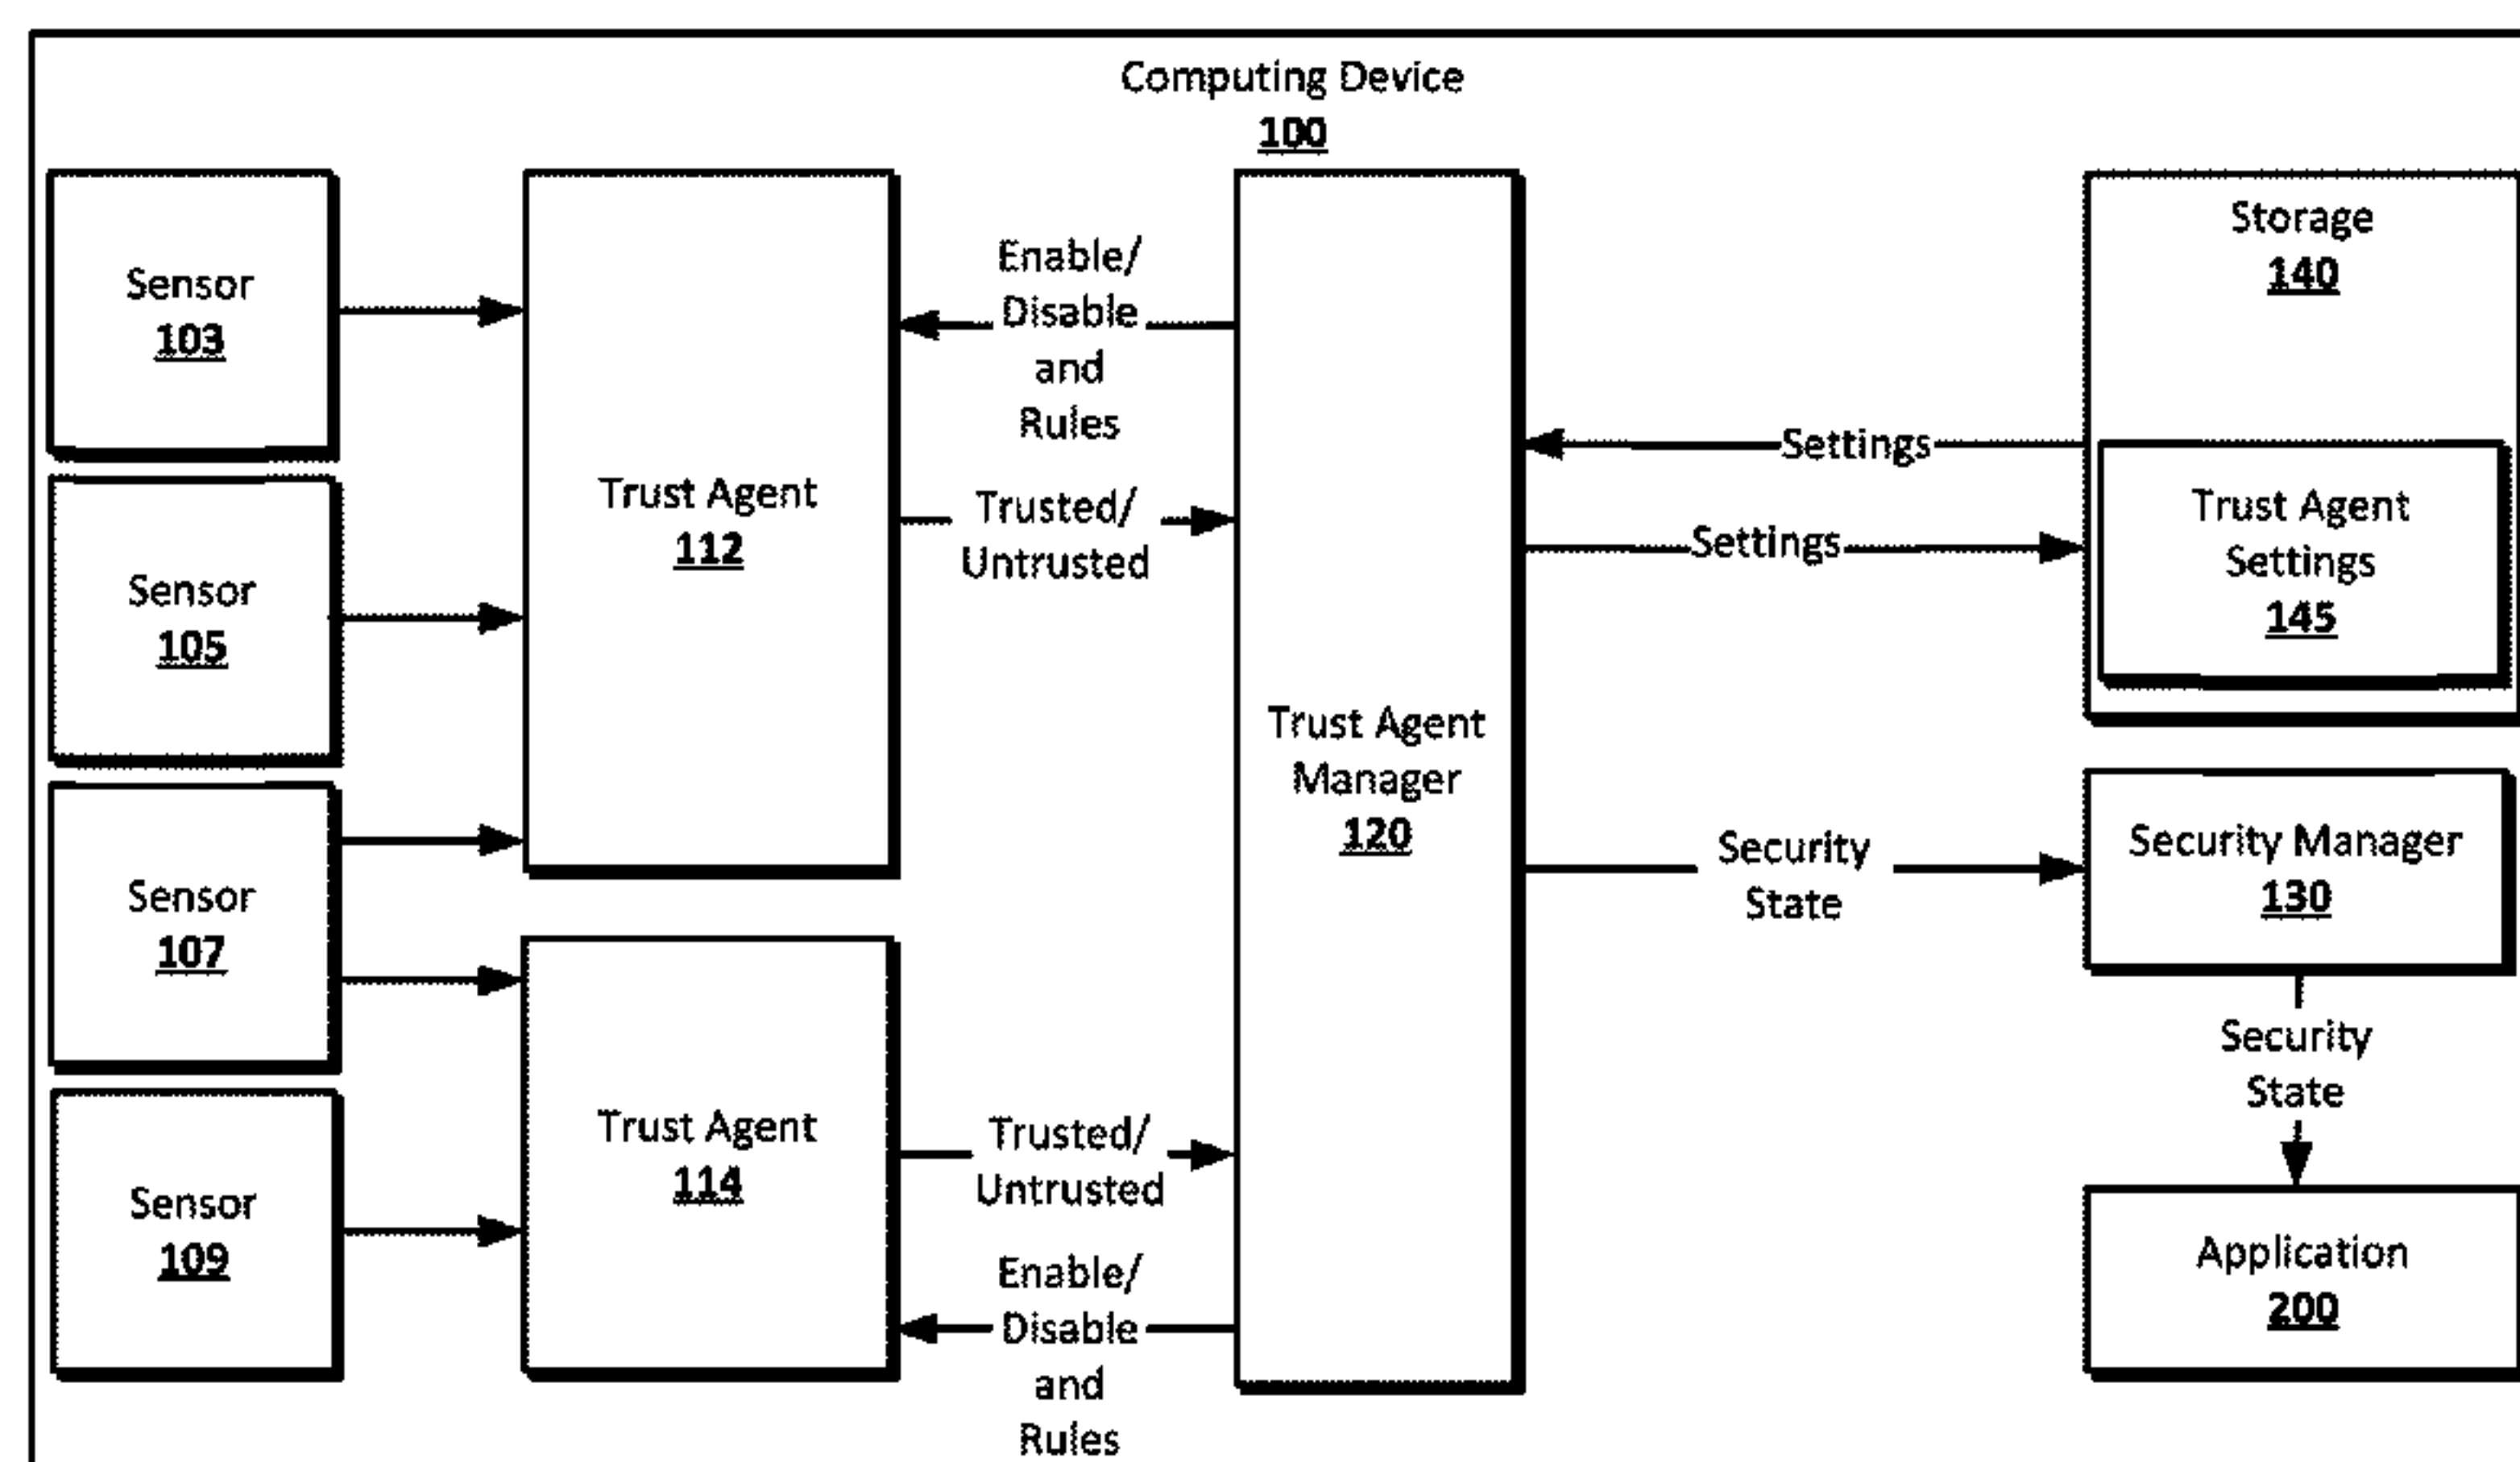 Computing Device
100
Sensor
103
Sensor
105
Sensor
107
Sensor
109
Trust Agent
112
Trust Agent
114
Enable/
Disable
and
Rules
Trusted/
Untrusted
Trusted/
Untrusted
Enable/
Disable
and
Rules
Trust Agent
Manager
120
Settings
Settings
Security
State
Storage
140
Trust Agent
Settings
145
Security Manager
130
Security
State
Application
200